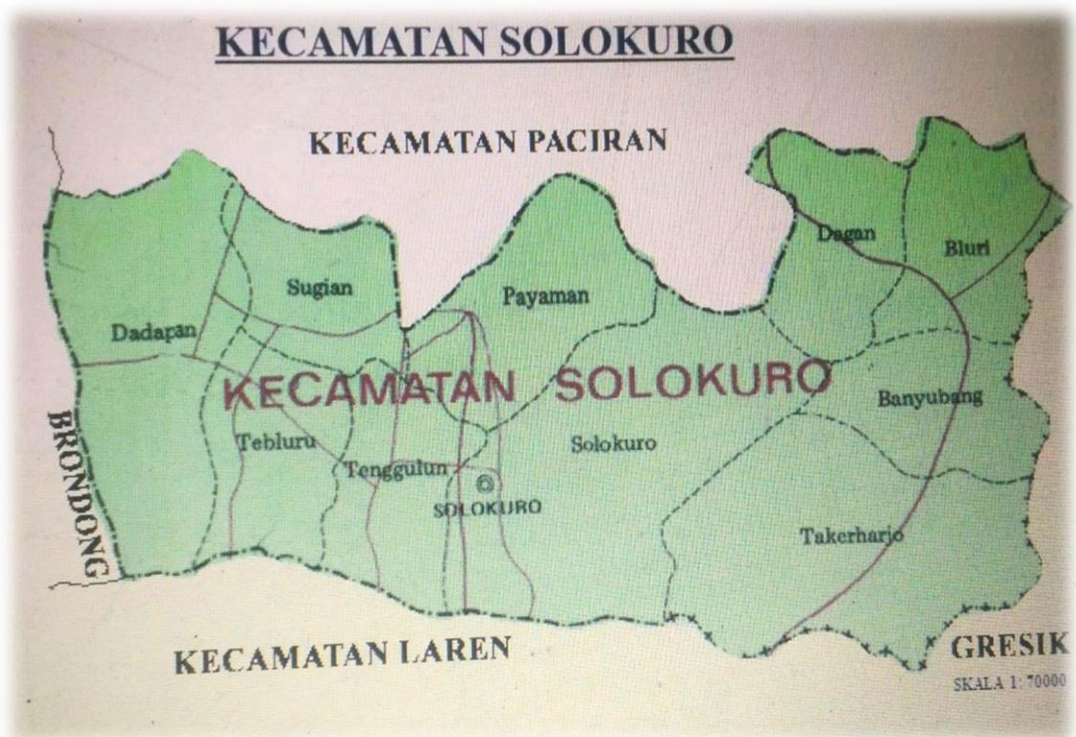 KECAMATAN SOLOKURO
KECAMATAN PACIRAN
Dagan
Bluri
Sugian
Payaman
Dadapan
KECAMATAN SOLOKURO
Banyubang
Tebluru
Solokuro
Tenggulun
BRONDONG
SOLOKURO
Takerharjo
KECAMATAN LAREN
GRESIK
SKALA 1: 70000